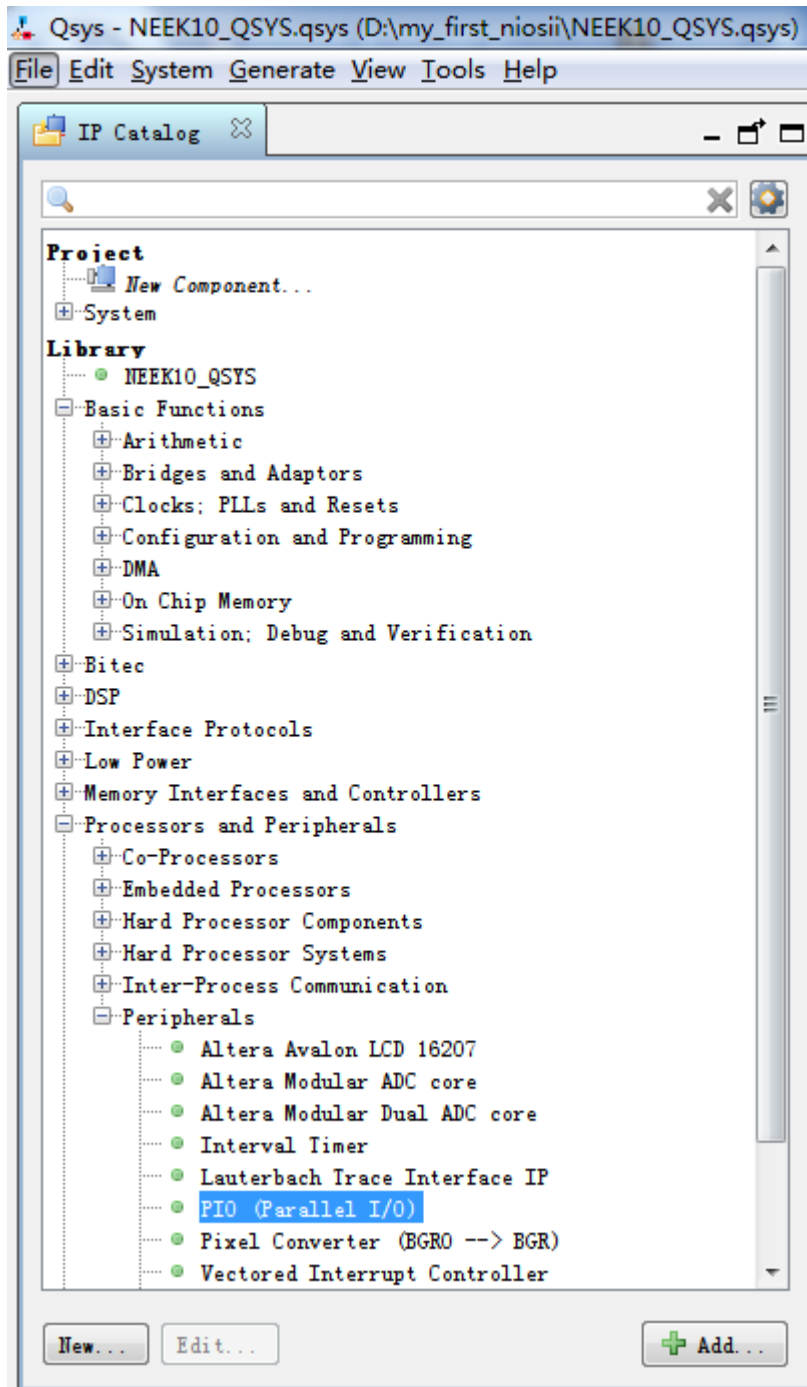 Qsys - NEEK10_QSYS.qsys (D:\my_first_niosii\NEEK10_QSYS.qsys)
File Edit System Generate View Tools Help
IP Catalog
Project
New Component...
System
Library
NEEK10_QSYS
Basic Functions
Arithmetic
Bridges and Adaptors
Clocks; PLLs and Resets
Configuration and Programming
DMA
On Chip Memory
Simulation; Debug and Verification
Bitec
DSP
Interface Protocols
Low Power
Memory Interfaces and Controllers
Processors and Peripherals
Co-Processors
Embedded Processors
Hard Processor Components
Hard Processor Systems
Inter-Process Communication
Peripherals
Altera Avalon LCD 16207
Altera Modular ADC core
Altera Modular Dual ADC core
Interval Timer
Lauterbach Trace Interface IP
PIO (Parallel I/O)
Pixel Converter (BGR0 --> BGR)
Vectored Interrupt Controller
New... Edit... Add...